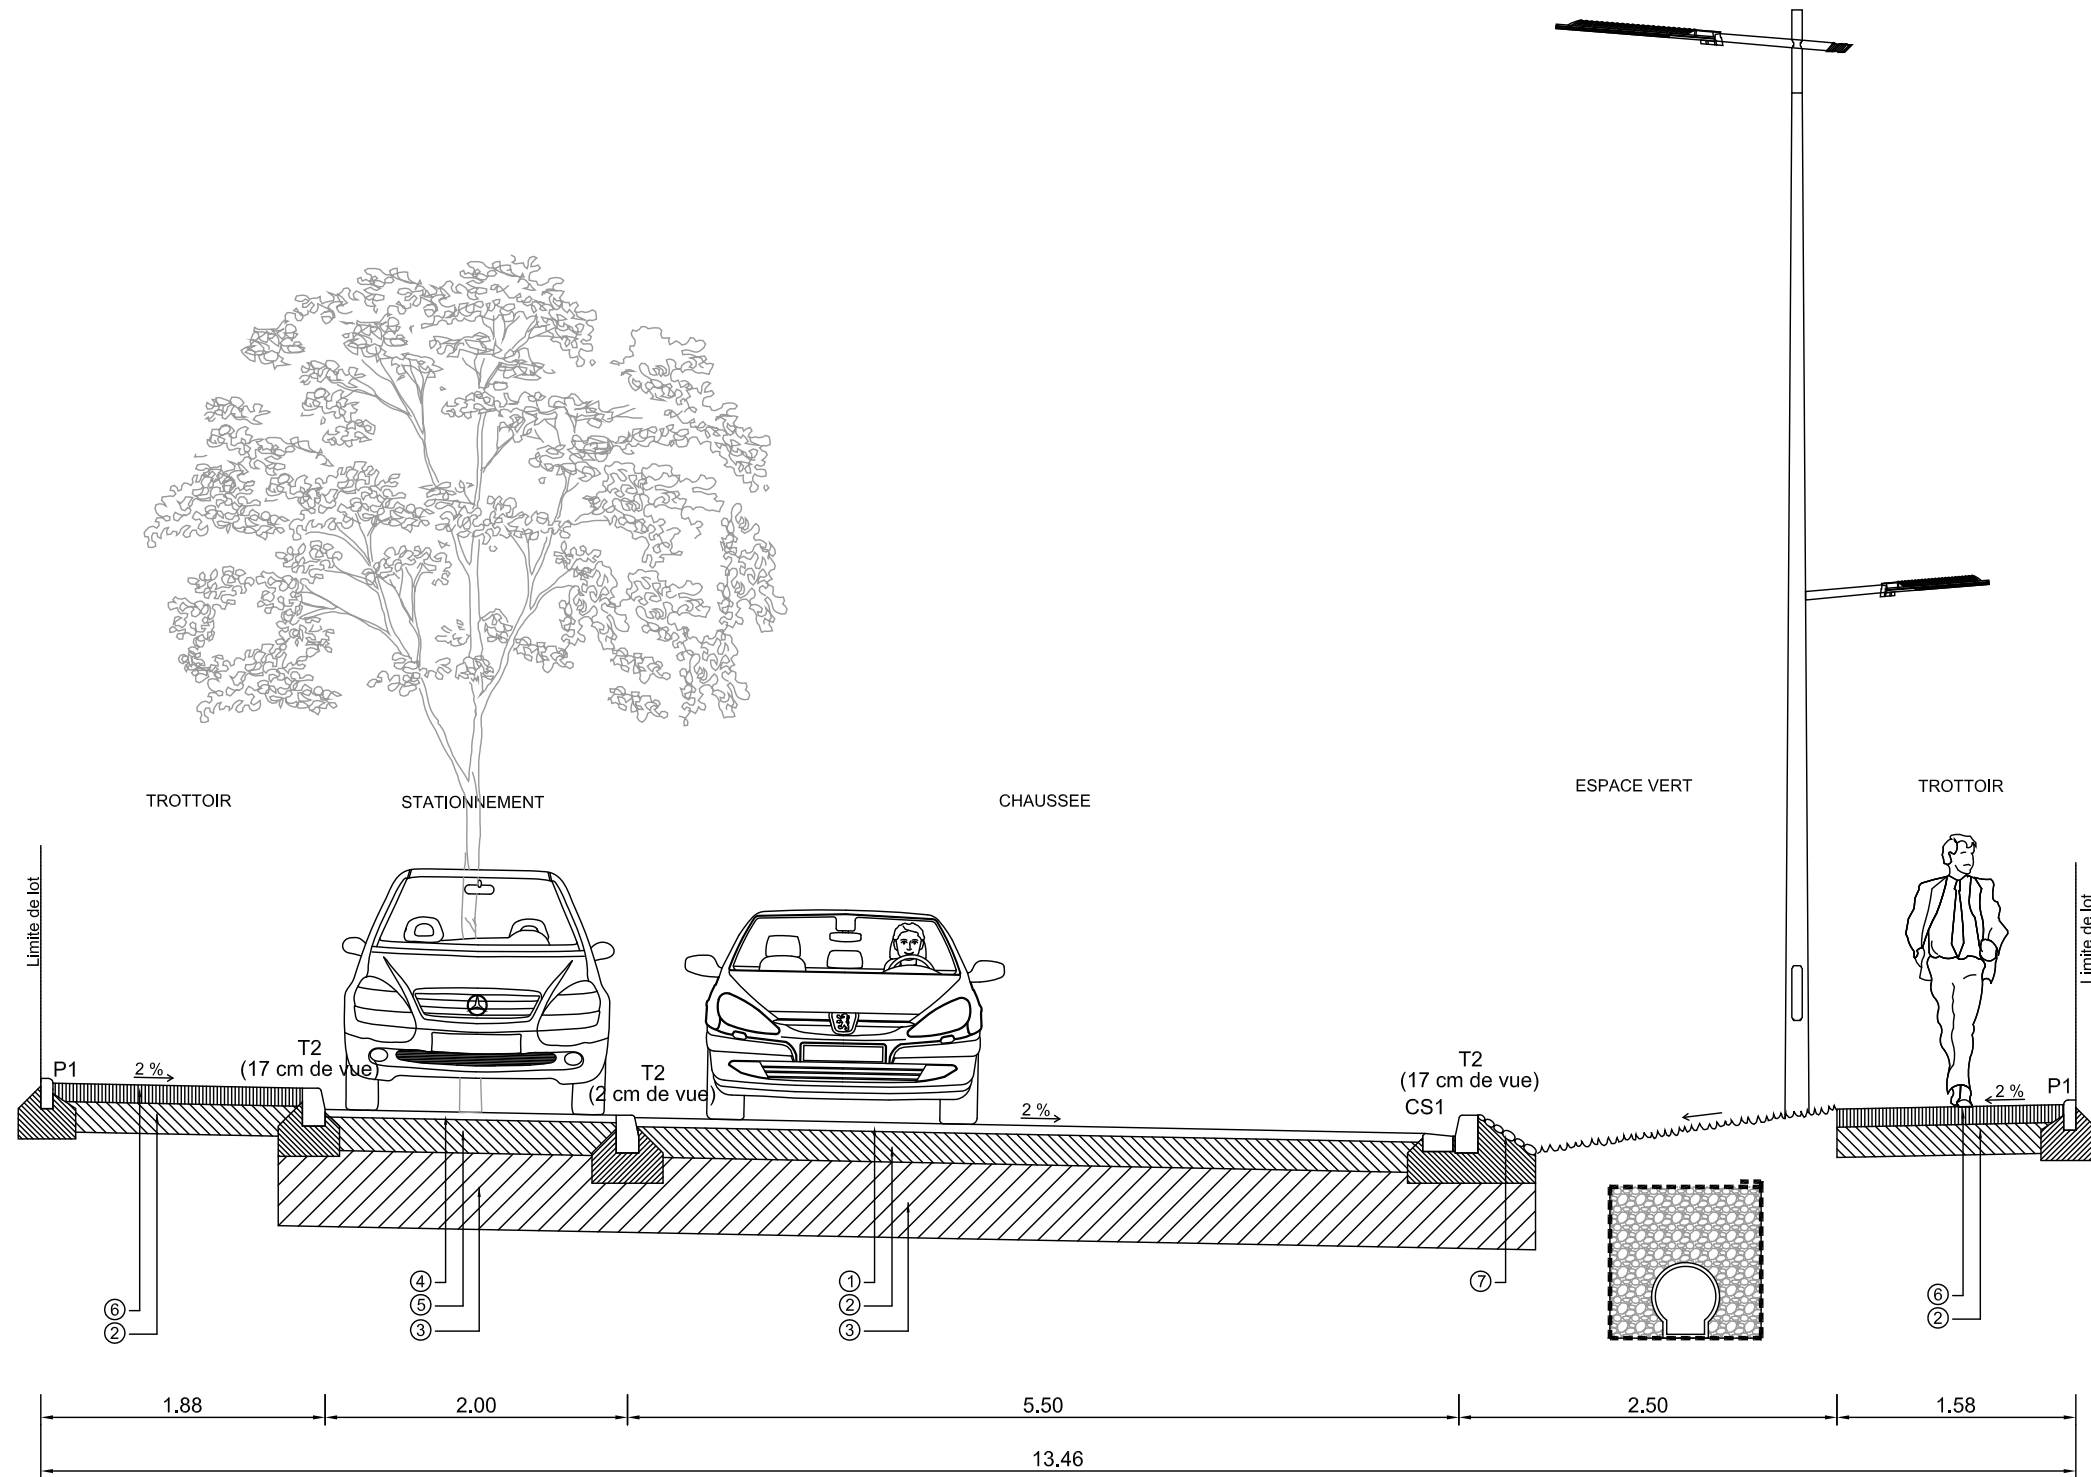 TROTTOIR
STATIONNEMENT
CHAUSSEE
ESPACE VERT
TROTTOIR
Limite de lot
Limite de lot
P1
2 %
T2
(17 cm de vue)
T2
(2 cm de vue)
2 %
T2
(17 cm de vue)
CS1
2 %
P1
6
2
4
5
3
1
2
3
7
6
2
1.88
2.00
5.50
2.50
1.58
13.46